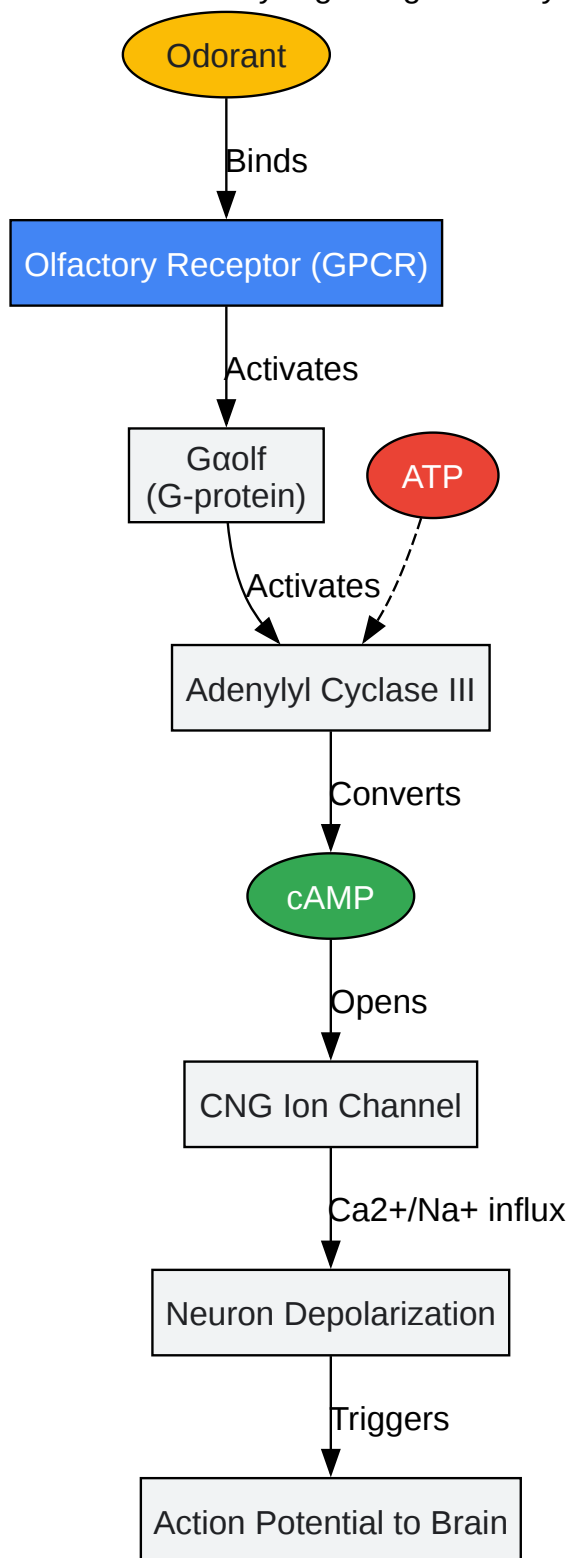 Odorant
Binds
Olfactory Receptor (GPCR)
Activates
Gαolf
(G-protein)
ATP
Activates
Adenylyl Cyclase III
Converts
cAMP
Opens
CNG Ion Channel
Ca2+/Na+ influx
Neuron Depolarization
Triggers
Action Potential to Brain